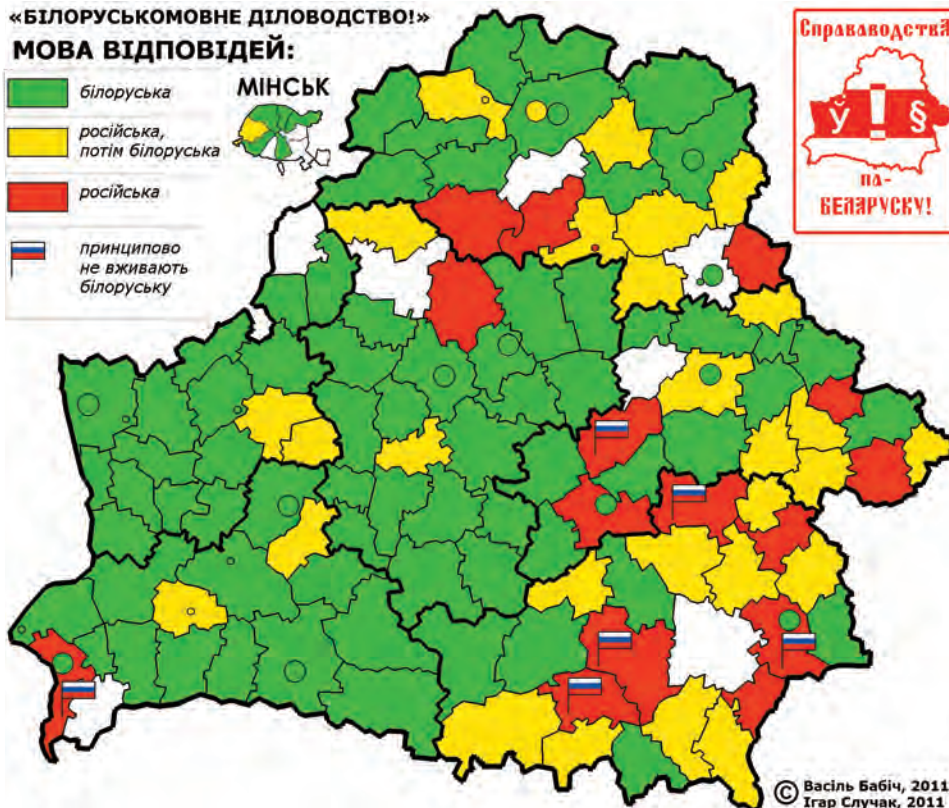 «БІЛОРУСЬКОМОВНЕ ДІЛОВОДСТВО!»
МОВА ВІДПОВІДЕЙ:
білоруська
російська,
потім білоруська
російська
принципово
не вживають
білоруську
МІНСЬК
Справаводства
Ў ! §
па-
БЕЛАРУСКУ!
© Васіль Бабіч, 2011
Ігар Случак, 2011